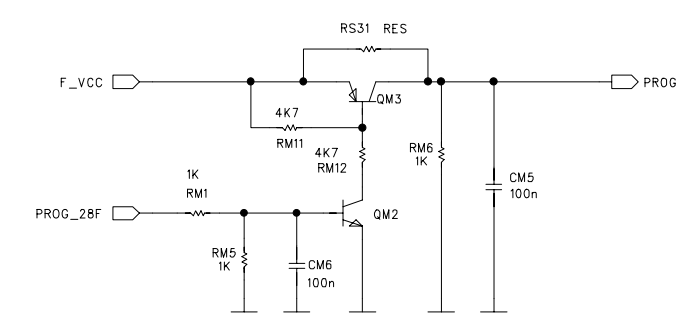 RS31 RES
F_VCC
PROG
QM3
4K7
RM11
4K7
RM12
RM6
1K
CM5
100n
1K
RM1
PROG_28F
QM2
RM5
1K
CM6
100n